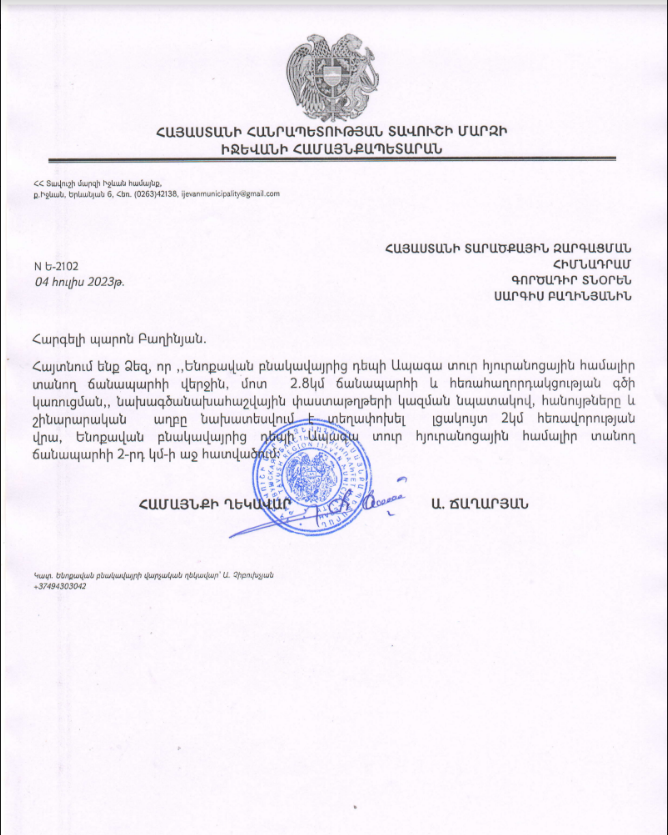 ՀԱՅԱՍՏԱՆԻ ՀԱՆՐԱՊԵՏՈՒԹՅԱՆ ՏԱՎՈՒՇԻ ՄԱՐԶԻ
ԻՋԵՎԱՆԻ ՀԱՄԱՅՆՔԱՊԵՏԱՐԱՆ
ՀՀ Տավուշի մարզի Իջևան համայնք,
ք.Իջևան, Երևանյան 6, Հեռ. (0263)42138, ijevanmunicipality@gmail.com
ՀԱՅԱՍՏԱՆԻ ՏԱՐԱԾՔԱՅԻՆ ԶԱՐԳԱՑՄԱՆ
ՀԻՄՆԱԴՐԱՄ
ԳՈՐԾԱԴԻՐ ՏՆՕՐԵՆ
ՍԱՐԳԻՍ ԲԱՂԻՆՅԱՆԻՆ
N Ե-2102
04 հուլիս 2023թ.
Հարգելի պարոն Բաղինյան.
Հայտնում ենք Ձեզ, որ ,,Ենոքավան բնակավայրից դեպի Ապագա տուր հյուրանոցային համալիր
տանող ճանապարհի վերջին, մոտ 2.8կմ ճանապարհի և հեռահաղորդակցության գծի
կառուցման,, նախագծանախահաշվային փաստաթղթերի կազման նպատակով, հանույթները և
շինարարական աղբը նախատեսվում է տեղափոխել լցակույտ 2կմ հեռավորության
վրա, Ենոքավան բնակավայրից դեպի Ապագա տուր հյուրանոցային համալիր տանող
ճանապարհի 2-րդ կմ-ի աջ հատվածում:
ՀԱՄԱՅՆՔԻ ՂԵԿԱՎԱՐ Ա. ՃԱՂԱՐՅԱՆ
Կատ. Ենոքավան բնակավայրի վարչական ղեկավար՝ Ա. Չիբուխչյան
+37494303042